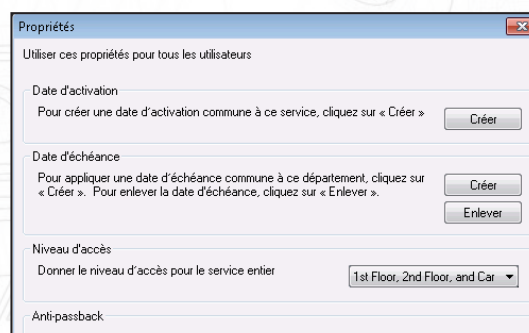 Propriétés
Utiliser ces propriétés pour tous les utilisateurs
Date d'activation
Pour créer une date d'activation commune à ce service, cliquez sur « Créer »
Créer
Date d'échéance
Pour appliquer une date d'échéance commune à ce département, cliquez sur
« Créer ». Pour enlever la date d'échéance, cliquez sur « Enlever ».
Créer
Enlever
Niveau d'accès
Donner le niveau d'accès pour le service entier
1st Floor, 2nd Floor, and Car
Anti-passback